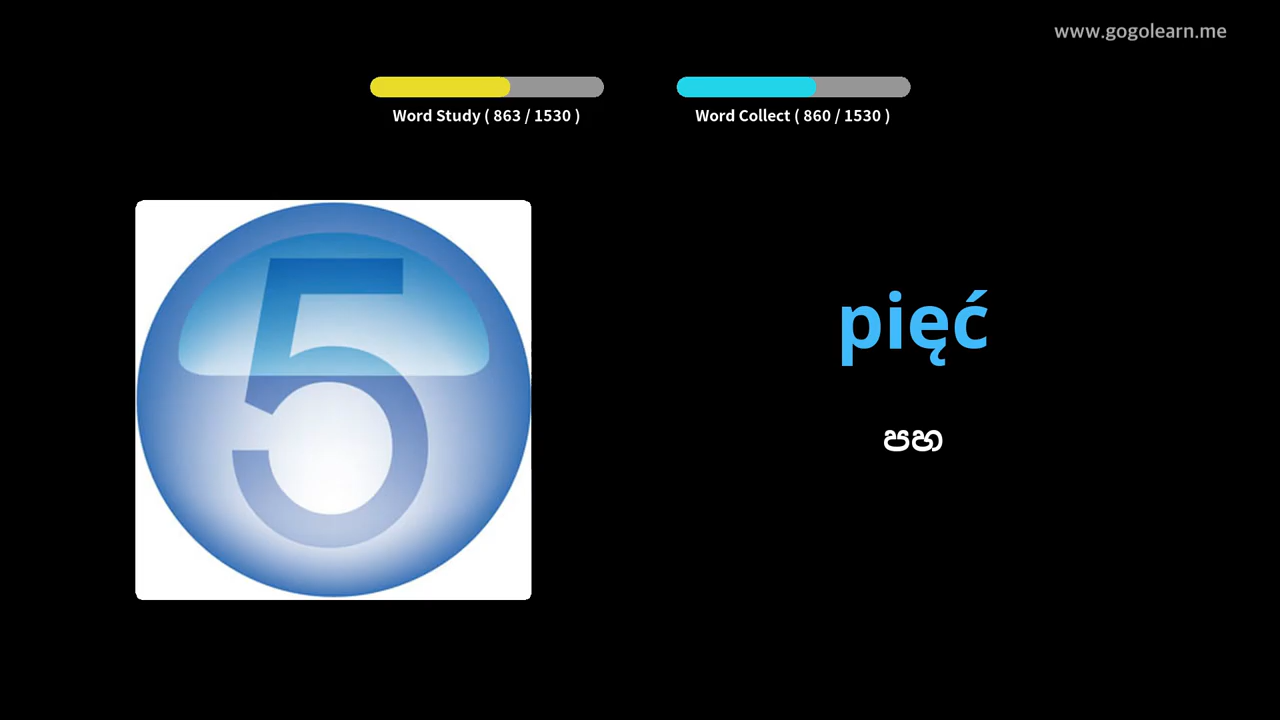 www.gogolearn.me
Word Study ( 863 / 1530 )
Word Collect ( 860 / 1530 )
5
pięć
පහ